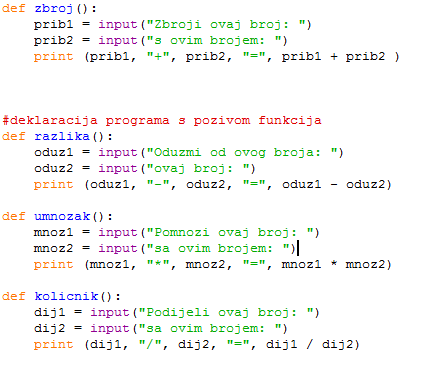 def zbroj():
    prib1 = input("Zbroji ovaj broj: ")
    prib2 = input("s ovim brojem: ")
    print (prib1, "+", prib2, "=", prib1 + prib2 )
#deklaracija programa s pozivom funkcija
def razlika():
    oduz1 = input("Oduzmi od ovog broja: ")
    oduz2 = input("ovaj broj: ")
    print (oduz1, "-", oduz2, "=", oduz1 - oduz2)
def umnozak():
    mnoz1 = input("Pomnozi ovaj broj: ")
    mnoz2 = input("sa ovim brojem: ")
    print (mnoz1, "*", mnoz2, "=", mnoz1 * mnoz2)
def kolicnik():
    dij1 = input("Podijeli ovaj broj: ")
    dij2 = input("sa ovim brojem: ")
    print (dij1, "/", dij2, "=", dij1 / dij2)